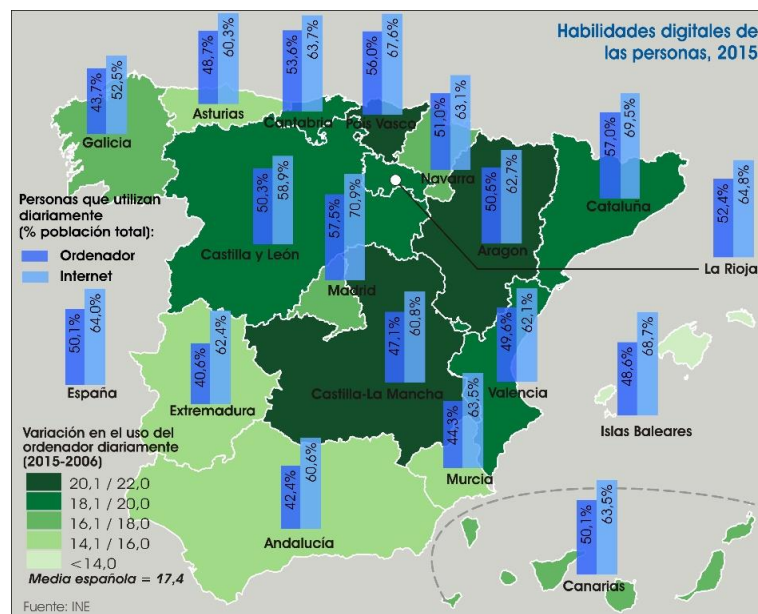 Habilidades digitales de
las personas, 2015
43,7%
52,5%
Galicia
48,7%
60,3%
Asturias
53,6%
63,7%
Cantabria
56,0%
67,6%
País Vasco
51,0%
63,1%
Navarra
57,0%
69,5%
Cataluña
52,4%
64,8%
La Rioja
50,3%
58,9%
Castilla y León
57,5%
70,9%
Madrid
50,5%
62,7%
Aragon
Personas que utilizan
diariamente
(% población total):
Ordenador
Internet
50,1%
64,0%
España
40,6%
62,4%
Extremadura
47,1%
60,8%
Castilla-La Mancha
49,6%
62,1%
Valencia
48,6%
68,7%
Islas Baleares
44,3%
63,5%
Murcia
42,4%
60,6%
Andalucía
50,1%
63,5%
Canarias
Variación en el uso del
ordenador diariamente
(2015-2006)
20,1 / 22,0
18,1 / 20,0
16,1 / 18,0
14,1 / 16,0
<14,0
Media española = 17,4
Fuente: INE